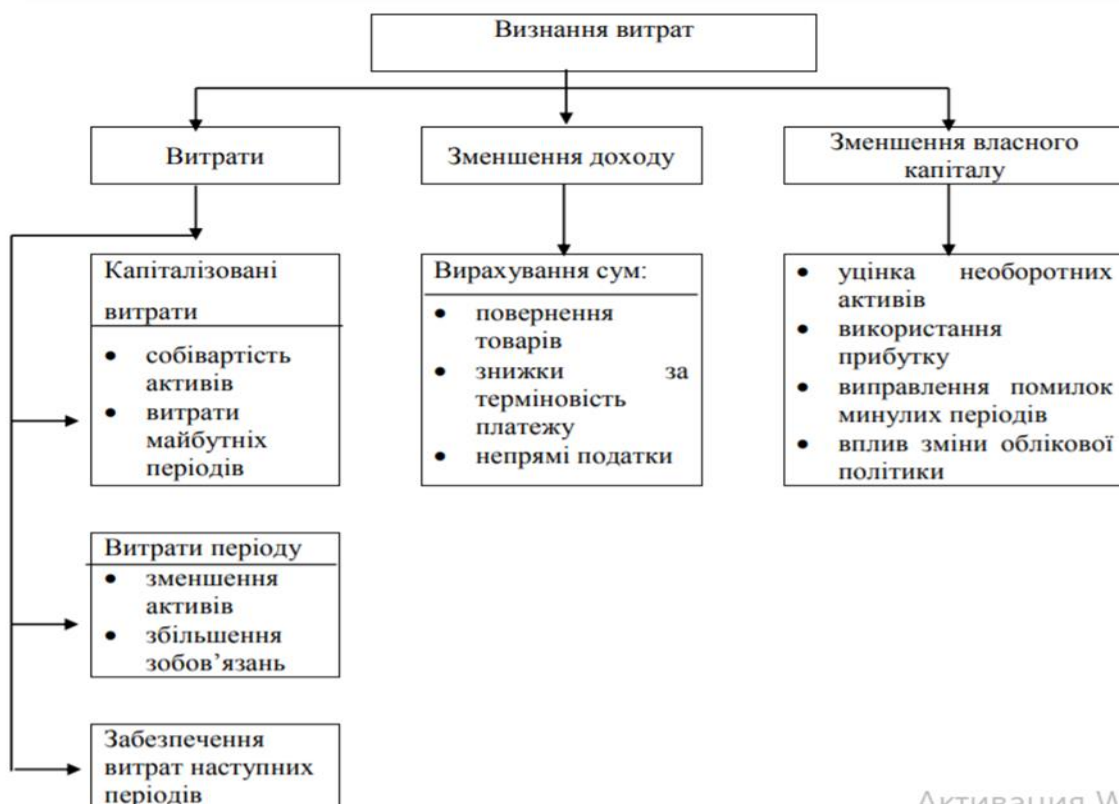 Визнання витрат
Витрати
Зменшення доходу
Зменшення власного
капіталу
Капіталізовані
витрати
• собівартість
активів
• витрати
майбутніх
періодів
Вирахування сум:
• повернення
товарів
• знижки за
терміновість
платежу
• непрямі податки
• уцінка необоротних
активів
• використання
прибутку
• виправлення помилок
минулих періодів
• вплив зміни облікової
політики
Витрати періоду
• зменшення
активів
• збільшення
зобов’язань
Забезпечення
витрат наступних
періодів
Активация W